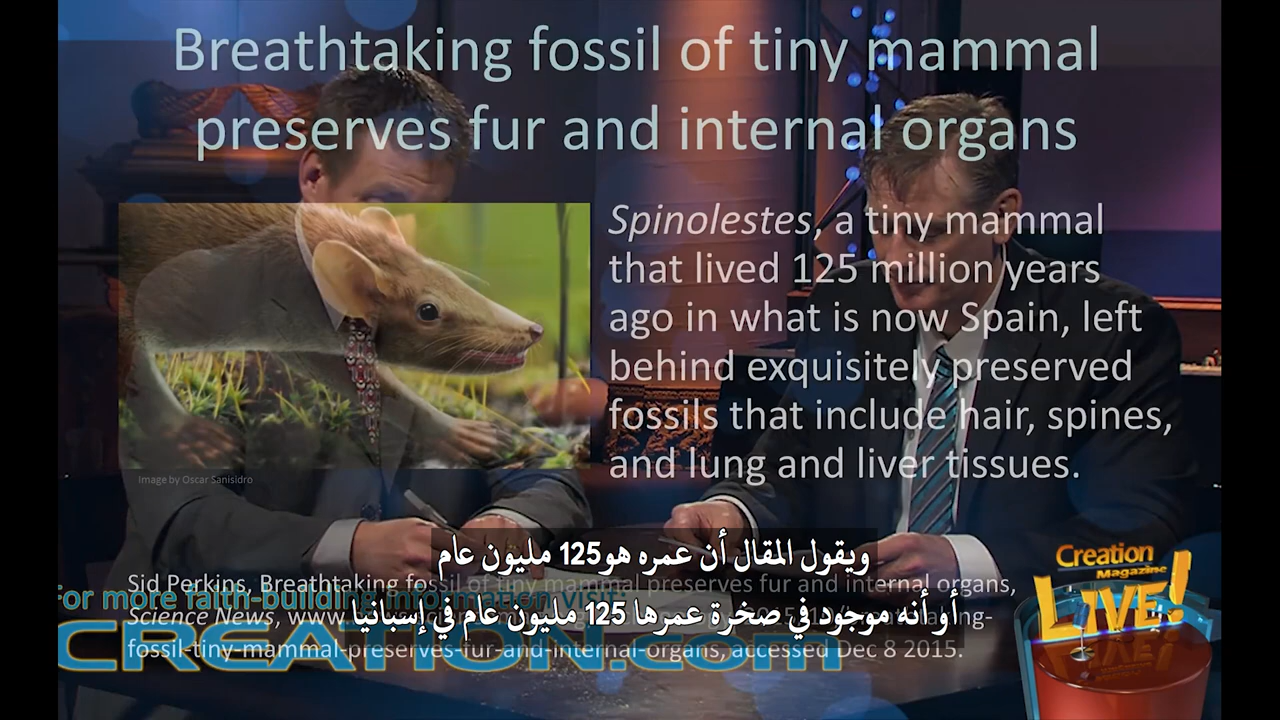 Breathtaking fossil of tiny mammal
preserves fur and internal organs
Spinolestes, a tiny mammal
that lived 125 million years
ago in what is now Spain, left
behind exquisitely preserved
fossils that include hair, spines,
and lung and liver tissues.
Image by Oscar Sanisidro
ويقول المقال أن عمره هو125 مليون عام
أو أنه موجود في صخرة عمرها 125 مليون عام في إسبانيا
Sid Perkins, Breathtaking fossil of tiny mammal preserves fur and internal organs,
Science News, www
ng-
fossil-tiny-mammal-preserves-fur-and-internal-organs, accessed Dec 8 2015.
For more faith-building information visit:
CREATION.com
Creation
Magazine
LIVE!